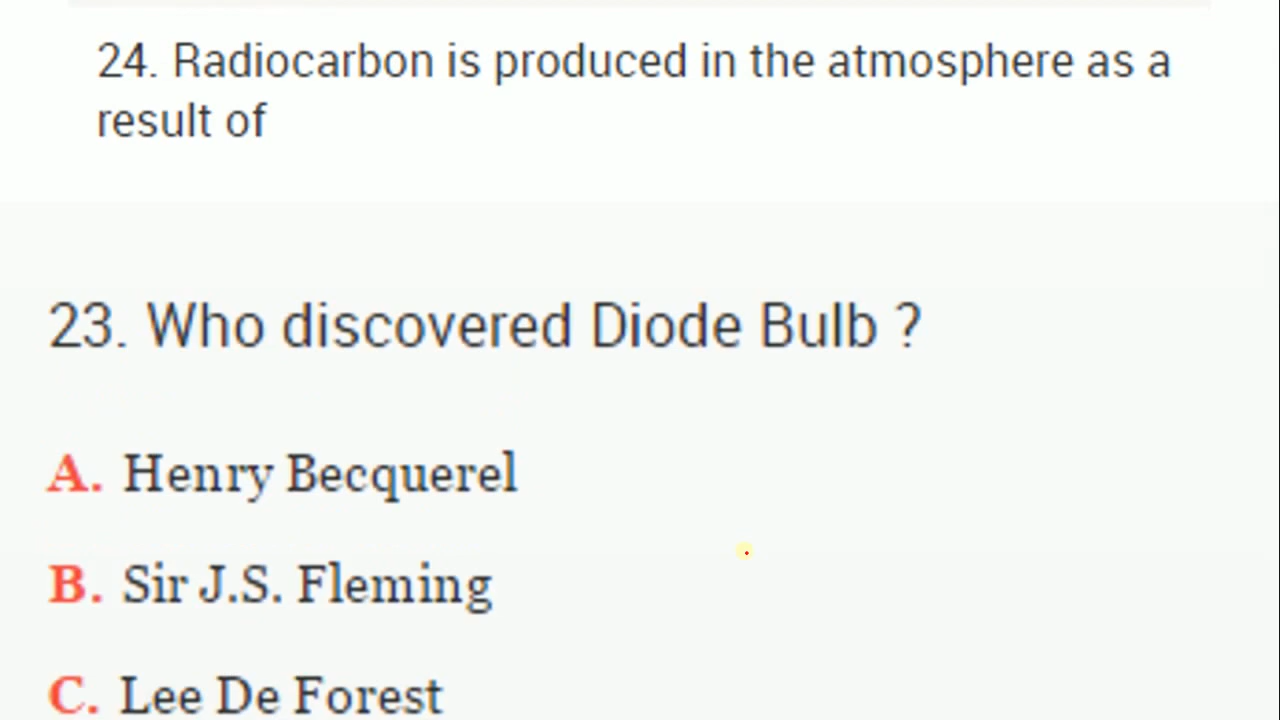 24. Radiocarbon is produced in the atmosphere as a
result of
23. Who discovered Diode Bulb ?
A. Henry Becquerel
B. Sir J.S. Fleming
C. Lee De Forest